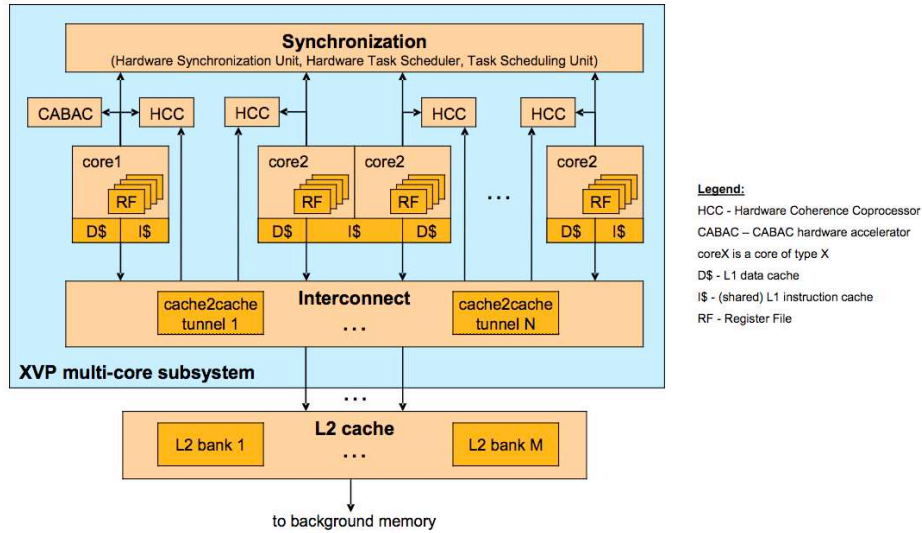 Synchronization
(Hardware Synchronization Unit, Hardware Task Scheduler, Task Scheduling Unit)
CABAC
HCC
HCC
HCC
HCC
core1
RF
D$
I$
core2
RF
core2
RF
D$
I$
D$
...
core2
RF
D$
I$
Interconnect
cache2cache
tunnel 1
...
cache2cache
tunnel N
XVP multi-core subsystem
...
L2 cache
L2 bank 1
...
L2 bank M
to background memory
Legend:
HCC - Hardware Coherence Coprocessor
CABAC – CABAC hardware accelerator
coreX is a core of type X
D$ - L1 data cache
I$ - (shared) L1 instruction cache
RF - Register File